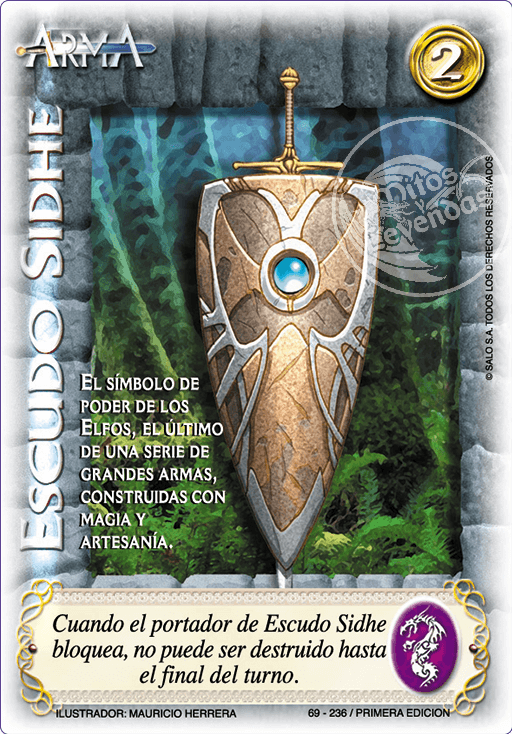 ARMA
2
ESCUDO SIDHE
Mitos
y
Leyendas
© SALO S.A. TODOS LOS DERECHOS RESERVADOS
EL SÍMBOLO DE
PODER DE LOS
ELFOS, EL ÚLTIMO
DE UNA SERIE DE
GRANDES ARMAS,
CONSTRUIDAS CON
MAGIA Y
ARTESANÍA.
Cuando el portador de Escudo Sidhe
bloquea, no puede ser destruido hasta
el final del turno.
ILUSTRADOR: MAURICIO HERRERA
69 - 236 / PRIMERA EDICION